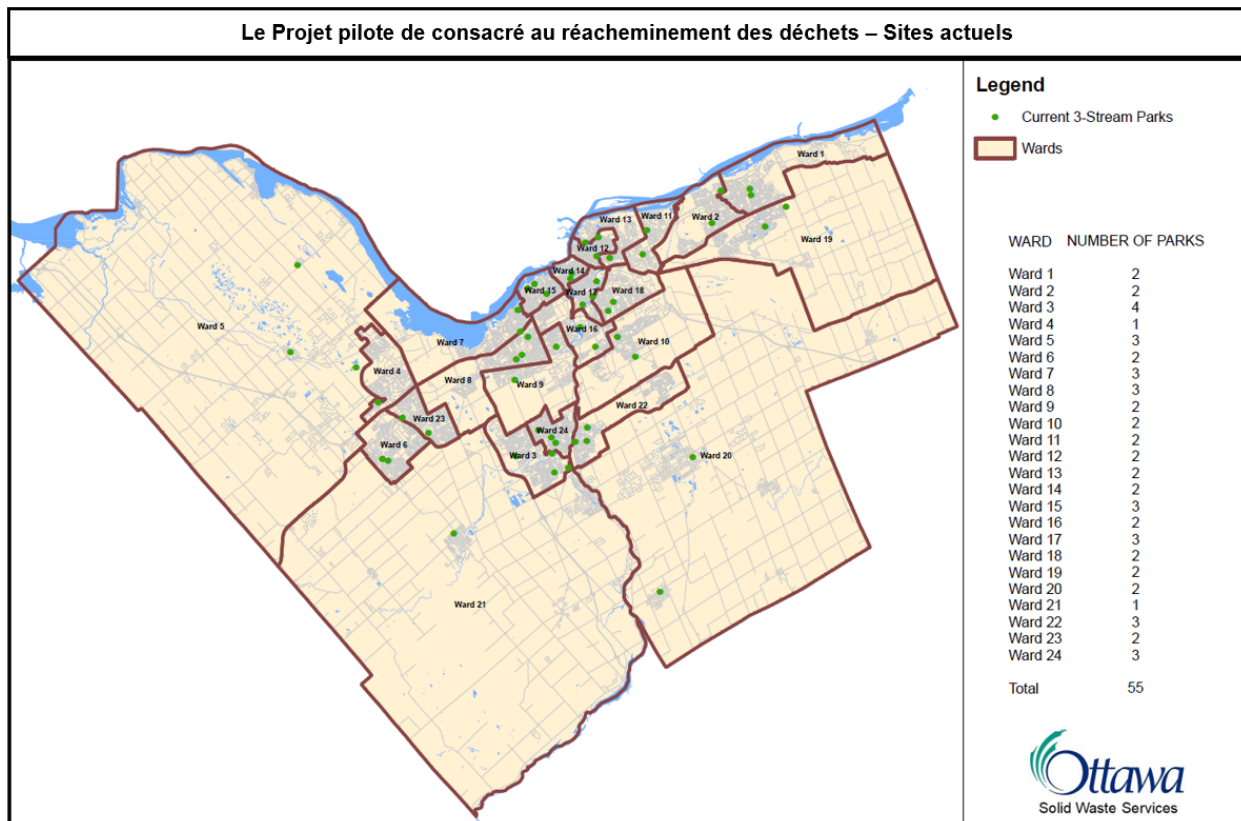 Le Projet pilote de consacré au réacheminement des déchets – Sites actuels
Legend
Current 3-Stream Parks
Wards
WARD NUMBER OF PARKS
Ward 1 2
Ward 2 2
Ward 3 4
Ward 4 1
Ward 5 3
Ward 6 2
Ward 7 3
Ward 8 3
Ward 9 2
Ward 10 2
Ward 11 2
Ward 12 2
Ward 13 2
Ward 14 2
Ward 15 3
Ward 16 2
Ward 17 3
Ward 18 2
Ward 19 2
Ward 20 2
Ward 21 1
Ward 22 3
Ward 23 2
Ward 24 3
Total 55
Ottawa
Solid Waste Services
Ward 1
Ward 13
Ward 11
Ward 2
Ward 12
Ward 19
Ward 14
Ward 15
Ward 17
Ward 18
Ward 5
Ward 16
Ward 7
Ward 10
Ward 4
Ward 8
Ward 9
Ward 22
Ward 23
Ward 24
Ward 6
Ward 3
Ward 20
Ward 21